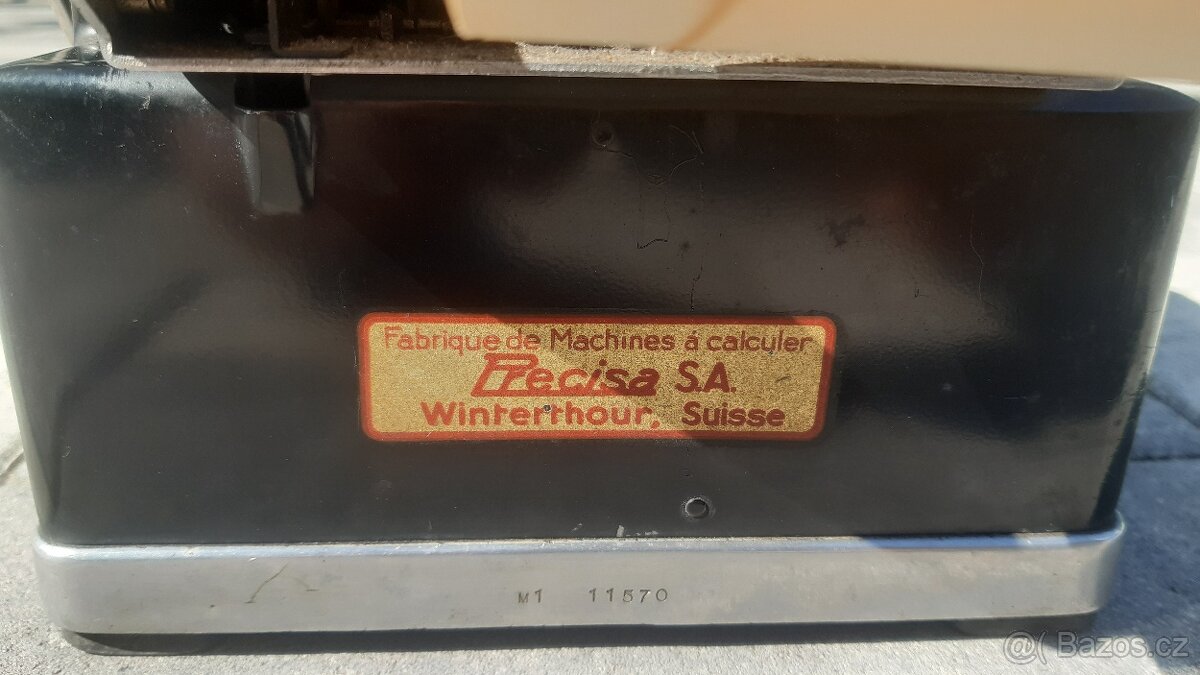 Fabrique de Machines á calculer
Precisa S.A.
Winterthour, Suisse
M1 11570
@( Bazos.cz